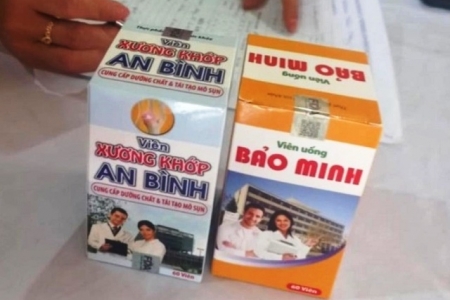 Viên
XƯƠNG KHỚP
AN BÌNH
CUNG CẤP DƯỠNG CHẤT & TÁI TẠO MÔ SỤN
Viên
XƯƠNG KHỚP
AN BÌNH
CUNG CẤP DƯỠNG CHẤT & TÁI TẠO MÔ SỤN
60 Viên
Viên uống
BẢO MINH
Viên uống
BẢO MINH
60 Viên